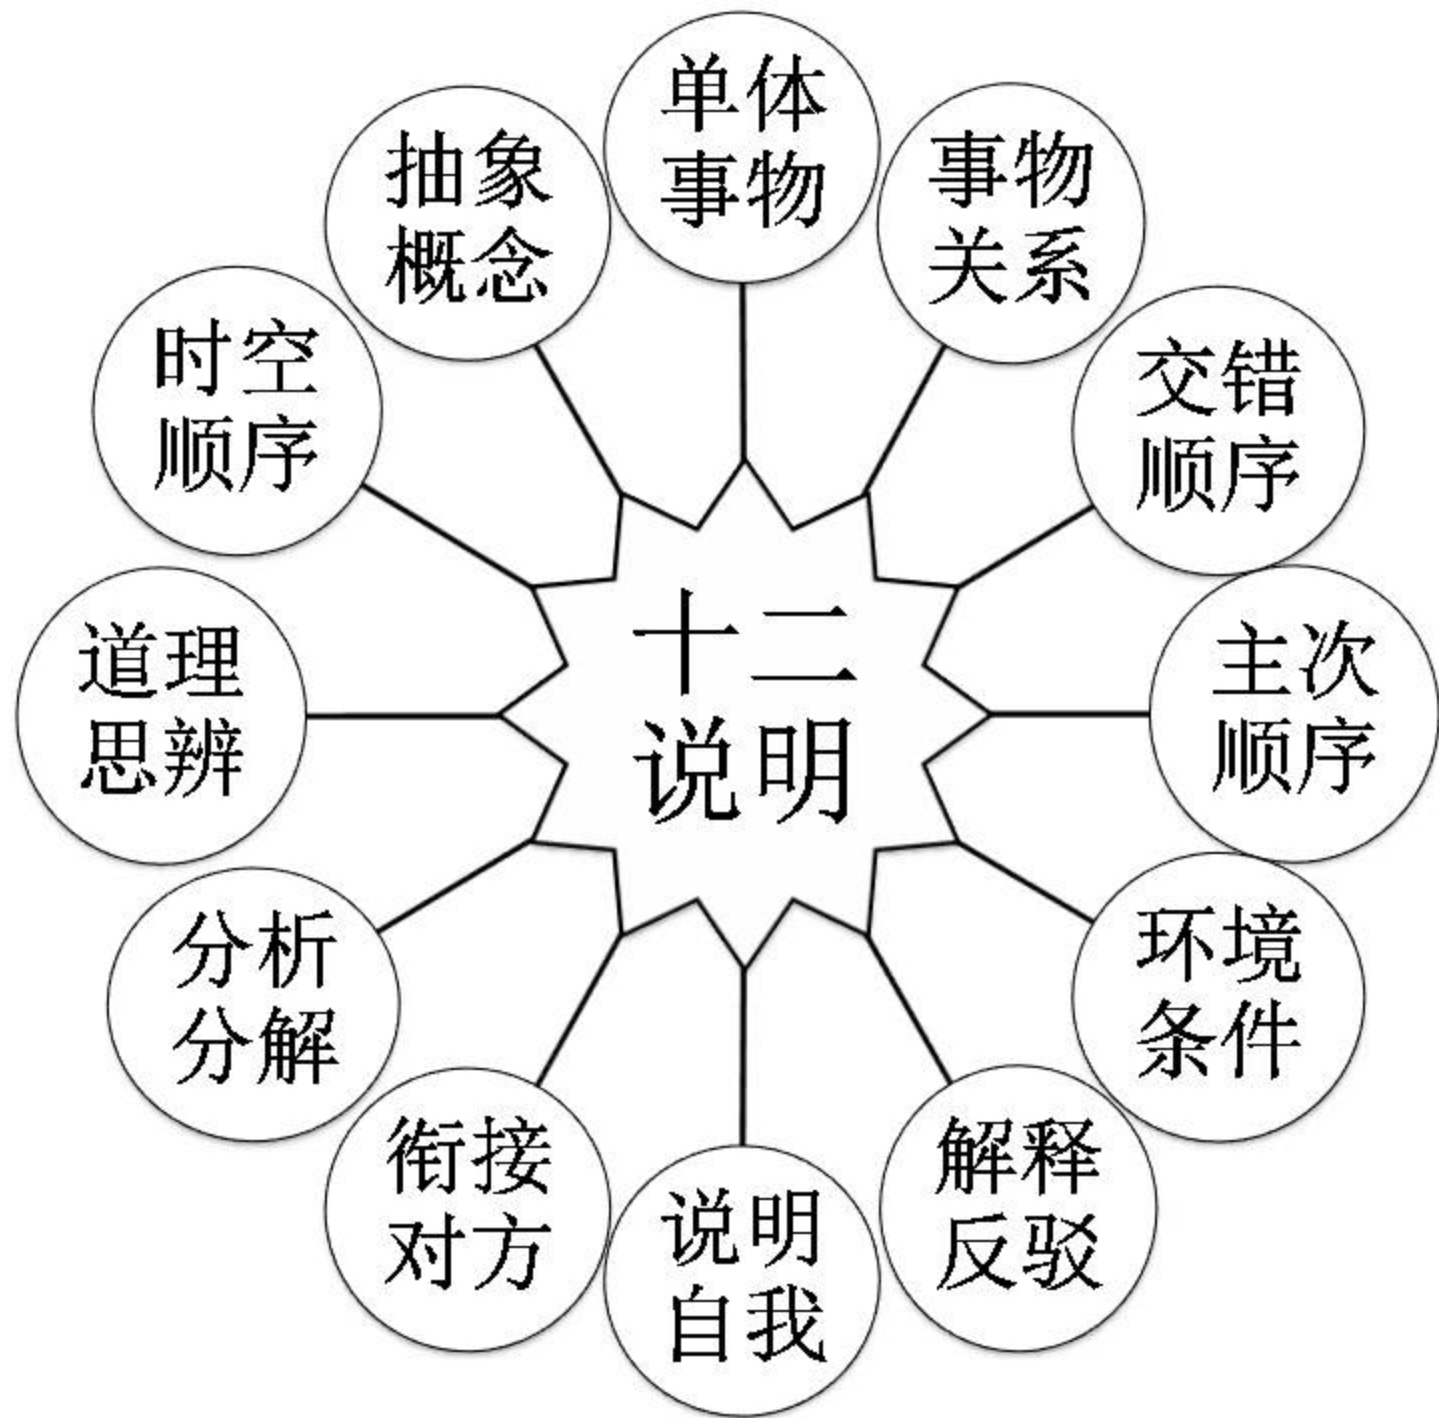 单体
事物
事物
关系
交错
顺序
主次
顺序
环境
条件
解释
反驳
说明
自我
衔接
对方
分析
分解
道理
思辨
时空
顺序
抽象
概念
十二
说明